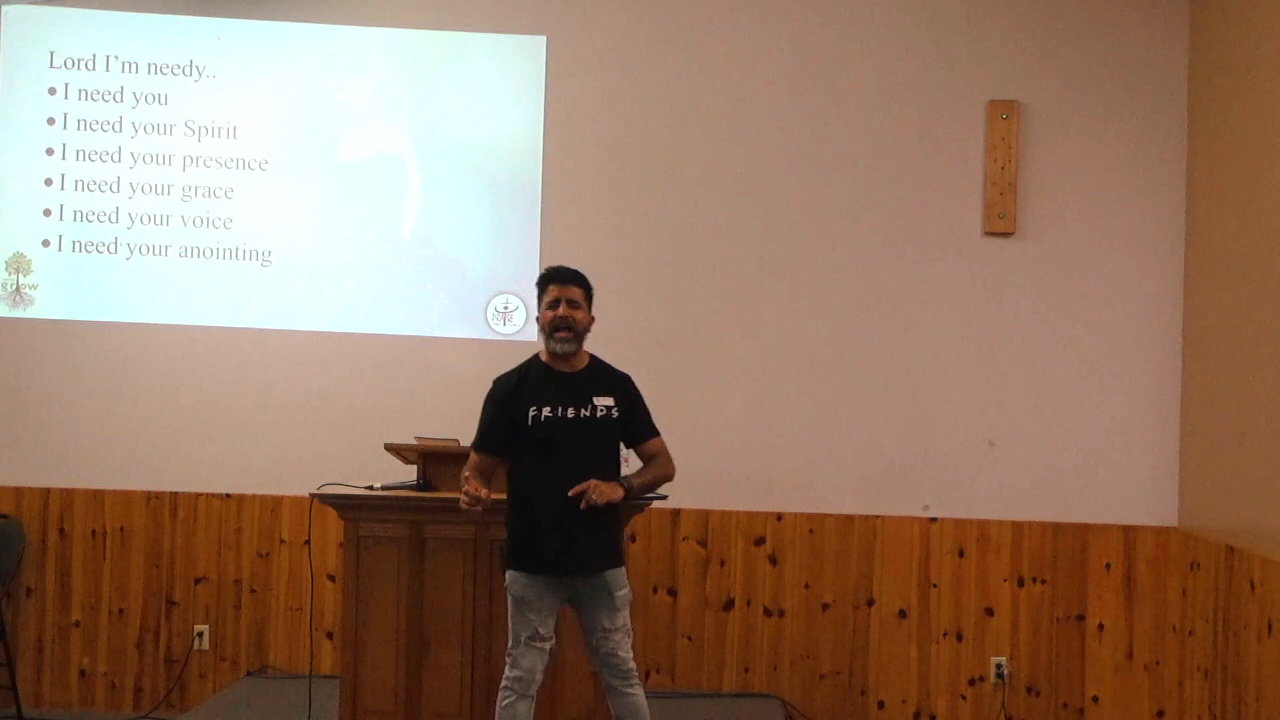 Lord I'm needy..
• I need you
• I need your Spirit
• I need your presence
• I need your grace
• I need your voice
• I need your anointing
grow
F·R·I·E·N·D·S